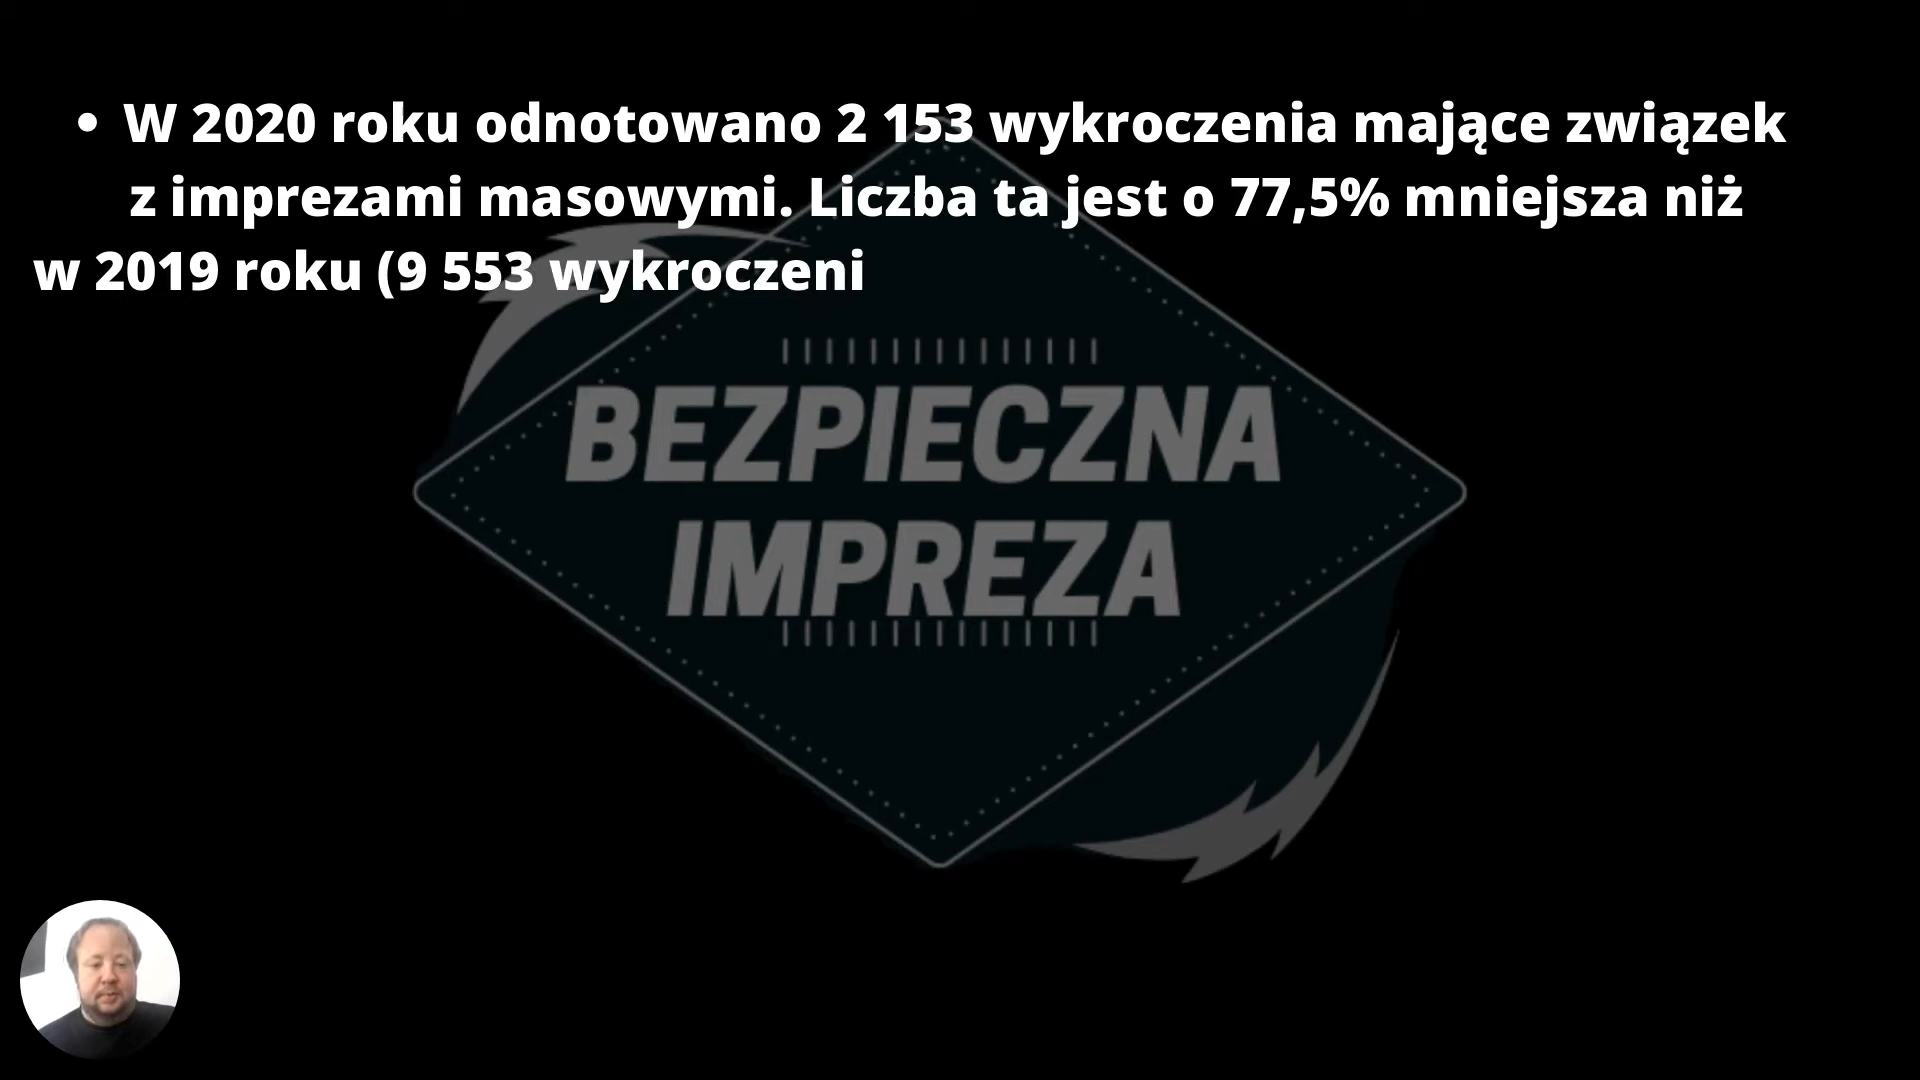 • W 2020 roku odnotowano 2 153 wykroczenia mające związek
z imprezami masowymi. Liczba ta jest o 77,5% mniejsza niż
w 2019 roku (9 553 wykroczeni
BEZPIECZNA
IMPREZA